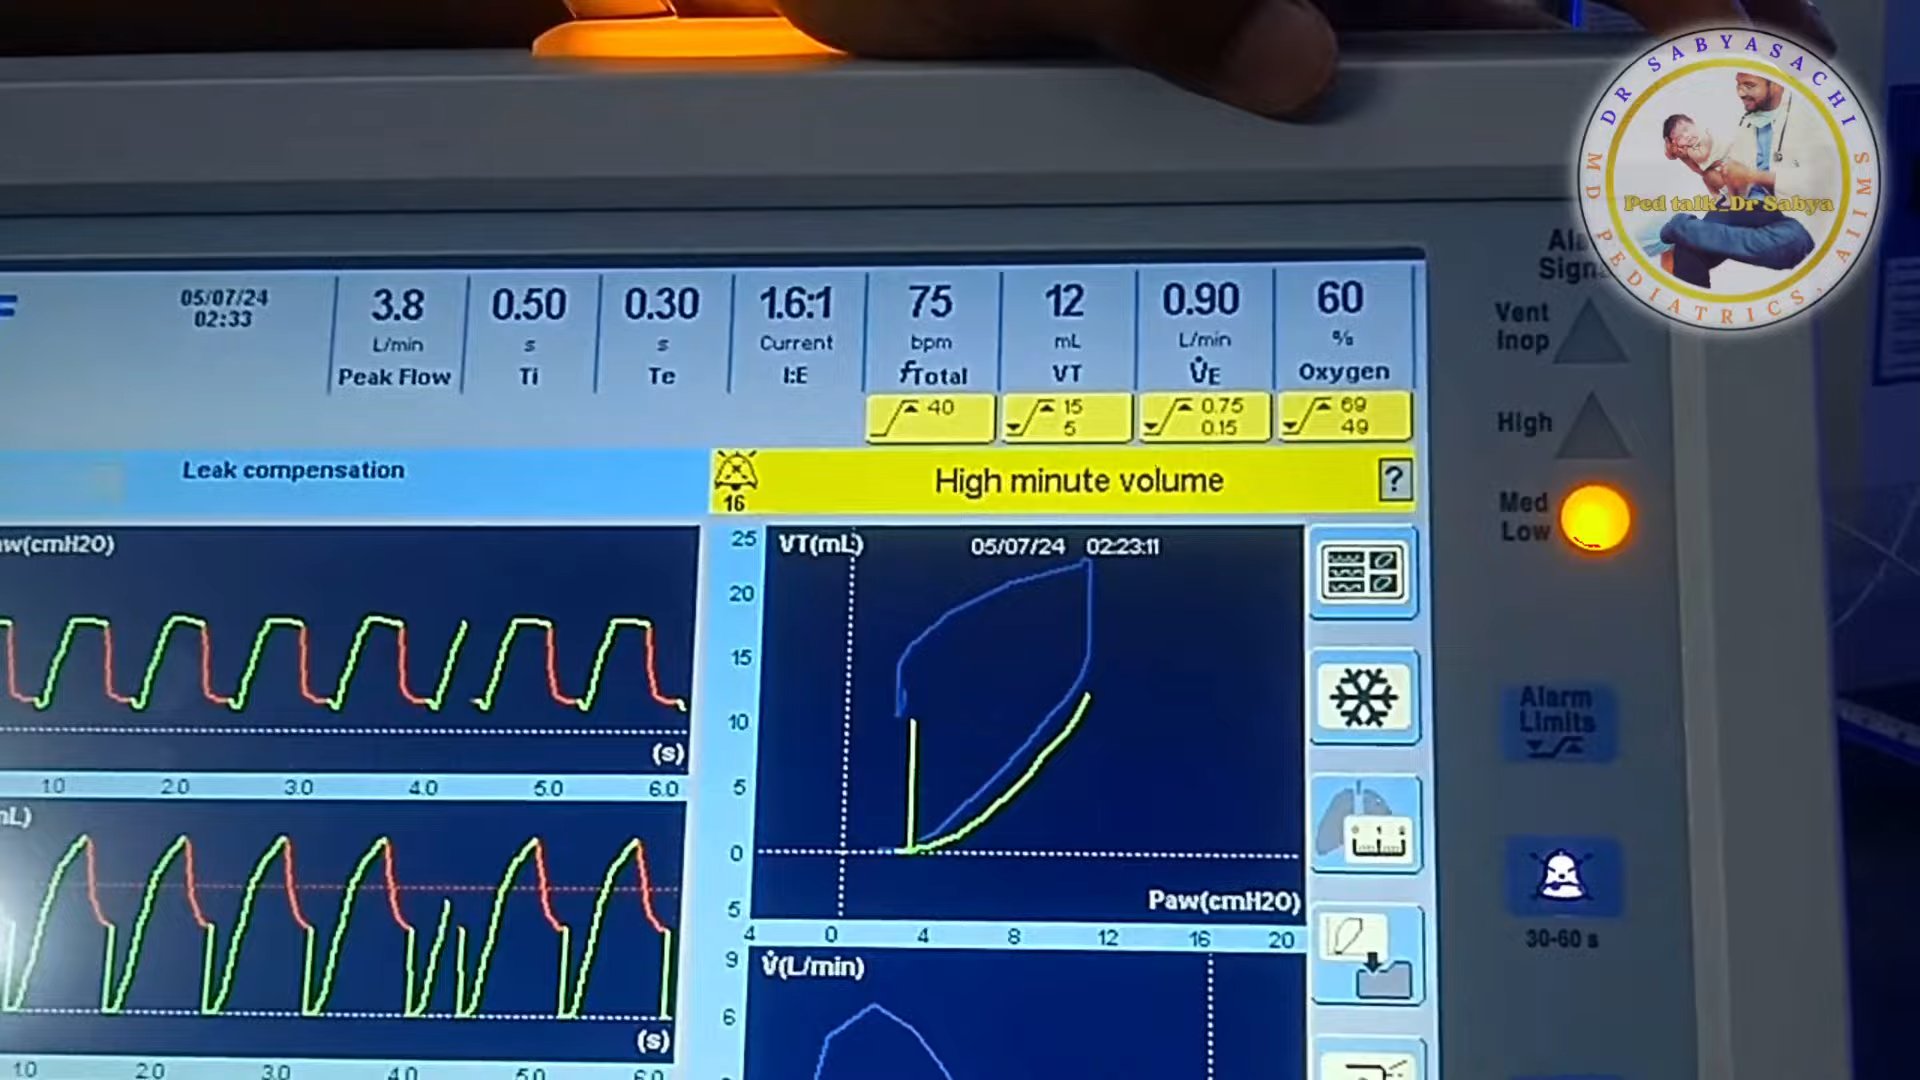 DR SABYASACHI
MD PEDIATRICS, AIIMS
Ped talk_Dr Sabya
05/07/24
02:33
3.8
L/min
Peak Flow
0.50
s
Ti
0.30
s
Te
1.6:1
Current
I:E
75
bpm
fTotal
40
12
mL
VT
15
5
0.90
L/min
V̇E
0.75
0.15
60
%
Oxygen
69
49
Leak compensation
16
High minute volume
?
Vent
Inop
High
Med
Low
Alarm
Limits
30-60 s
aw(cmH2O)
(s)
1.0 2.0 3.0 4.0 5.0 6.0
mL)
(s)
1.0 2.0 3.0 4.0 5.0 6.0
VT(mL)
05/07/24 02:23:11
25
20
15
10
5
0
5
Paw(cmH2O)
4 0 4 8 12 16 20
V̇(L/min)
9
6